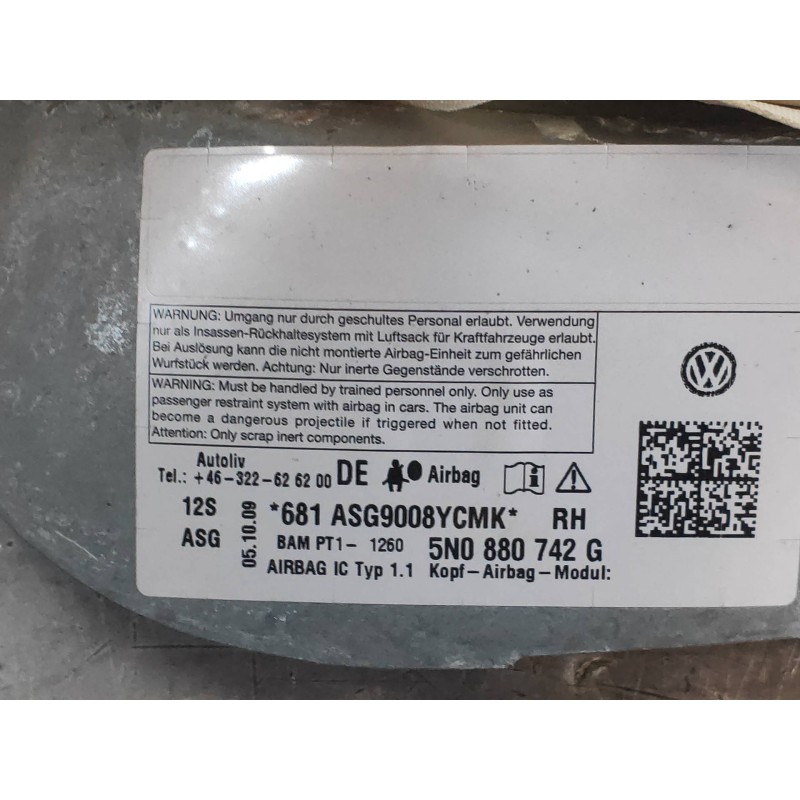 WARNUNG: Umgang nur durch geschultes Personal erlaubt. Verwendung
nur als Insassen-Rückhaltesystem mit Luftsack für Kraftfahrzeuge erlaubt.
Bei Auslösung kann die nicht montierte Airbag-Einheit zum gefährlichen
Wurfstück werden. Achtung: Nur inerte Gegenstände verschrotten.
WARNING: Must be handled by trained personnel only. Only use as
passenger restraint system with airbag in cars. The airbag unit can
become a dangerous projectile if triggered when not fitted.
Attention: Only scrap inert components.
Autoliv
Tel.: +46-322-62 62 00 DE Airbag
12S *681 ASG9008YCMK* RH
ASG 05.10.09 BAM PT1- 1260 5N0 880 742 G
AIRBAG IC Typ 1.1 Kopf-Airbag-Modul: